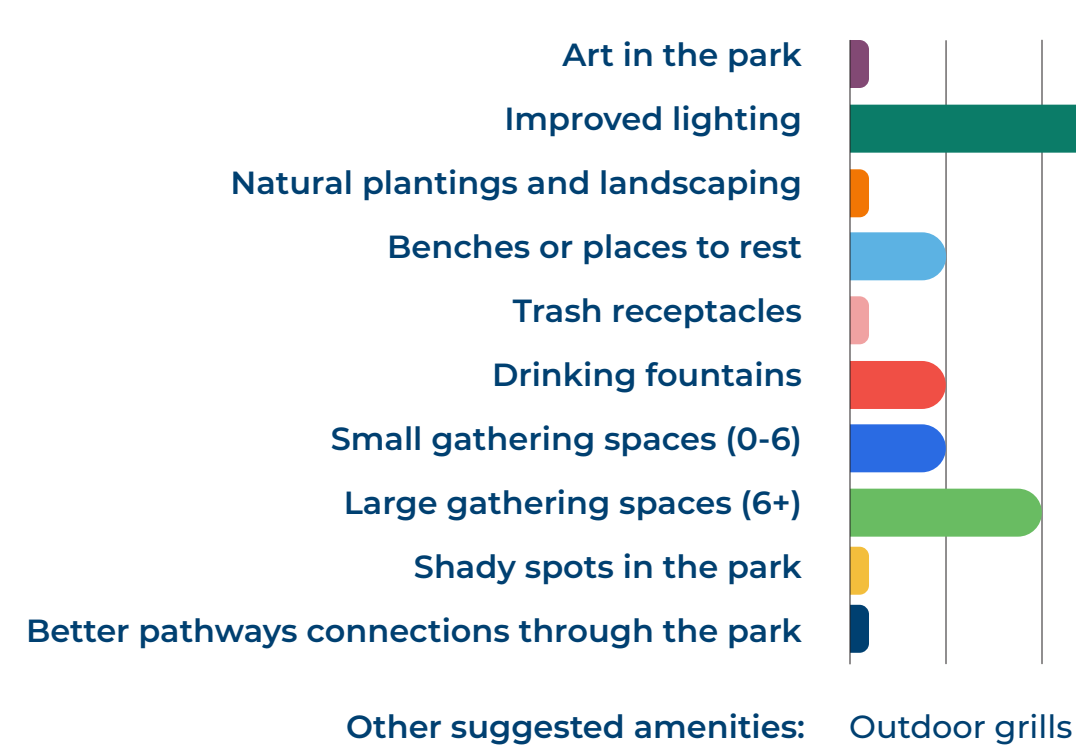 Art in the park
Improved lighting
Natural plantings and landscaping
Benches or places to rest
Trash receptacles
Drinking fountains
Small gathering spaces (0-6)
Large gathering spaces (6+)
Shady spots in the park
Better pathways connections through the park
Other suggested amenities: Outdoor grills